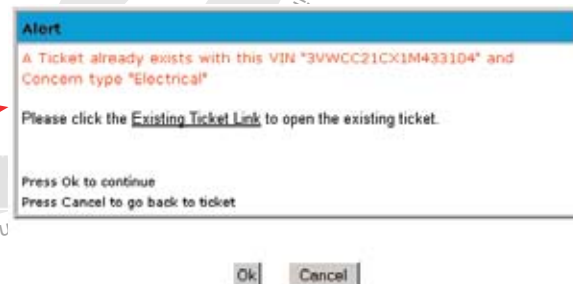 Alert
A Ticket already exists with this VIN "3VWCC21CX1M433104" and
Concern type "Electrical"
Please click the Existing Ticket Link to open the existing ticket.
Press Ok to continue
Press Cancel to go back to ticket
Ok Cancel